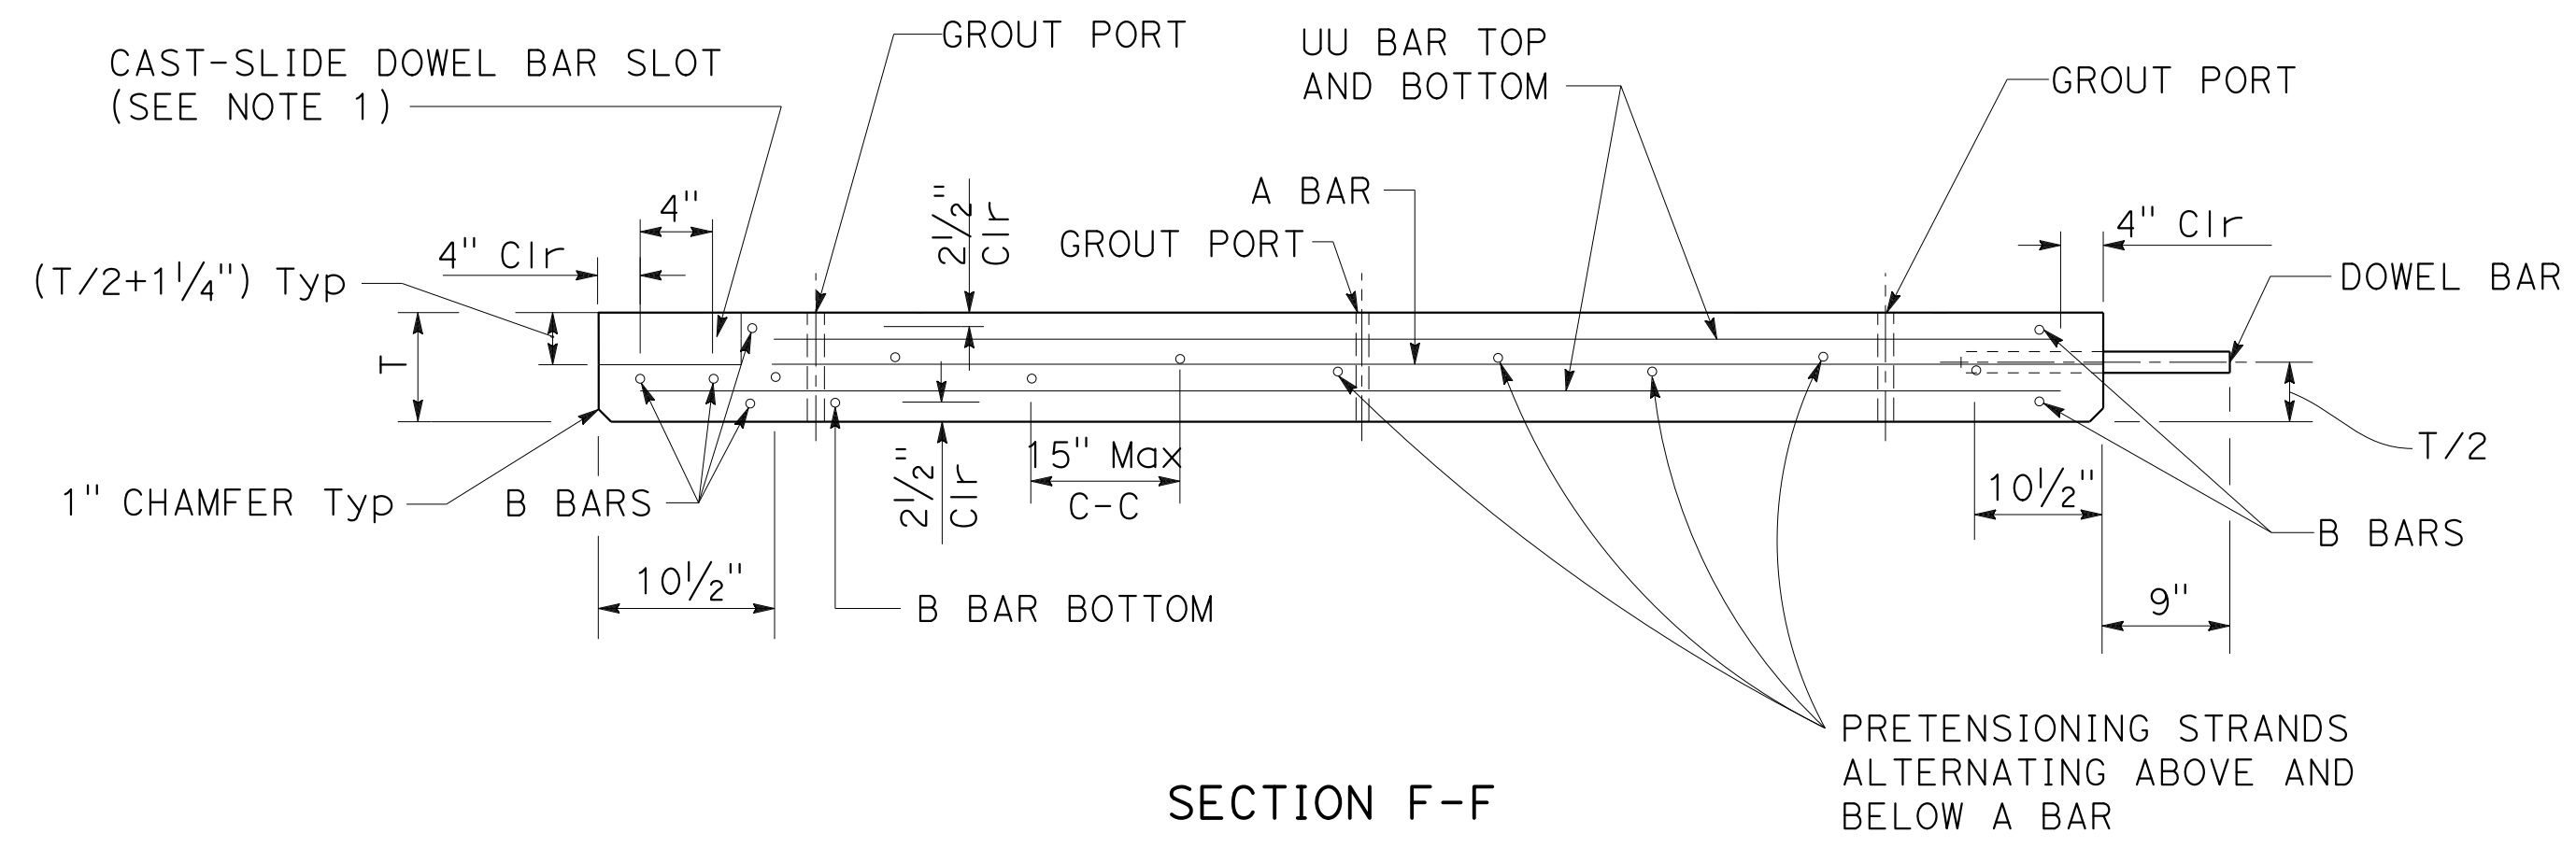 CAST-SLIDE DOWEL BAR SLOT
(SEE NOTE 1)
GROUT PORT
UU BAR TOP
AND BOTTOM
GROUT PORT
4"
4" Clr
(T/2+1 1/4") Typ
2 1/2"
Clr
A BAR
GROUT PORT
4" Clr
DOWEL BAR
T
1" CHAMFER Typ
B BARS
10 1/2"
2 1/2"
Clr
15" Max
C-C
B BAR BOTTOM
T/2
10 1/2"
B BARS
9"
PRETENSIONING STRANDS
ALTERNATING ABOVE AND
BELOW A BAR
SECTION F-F